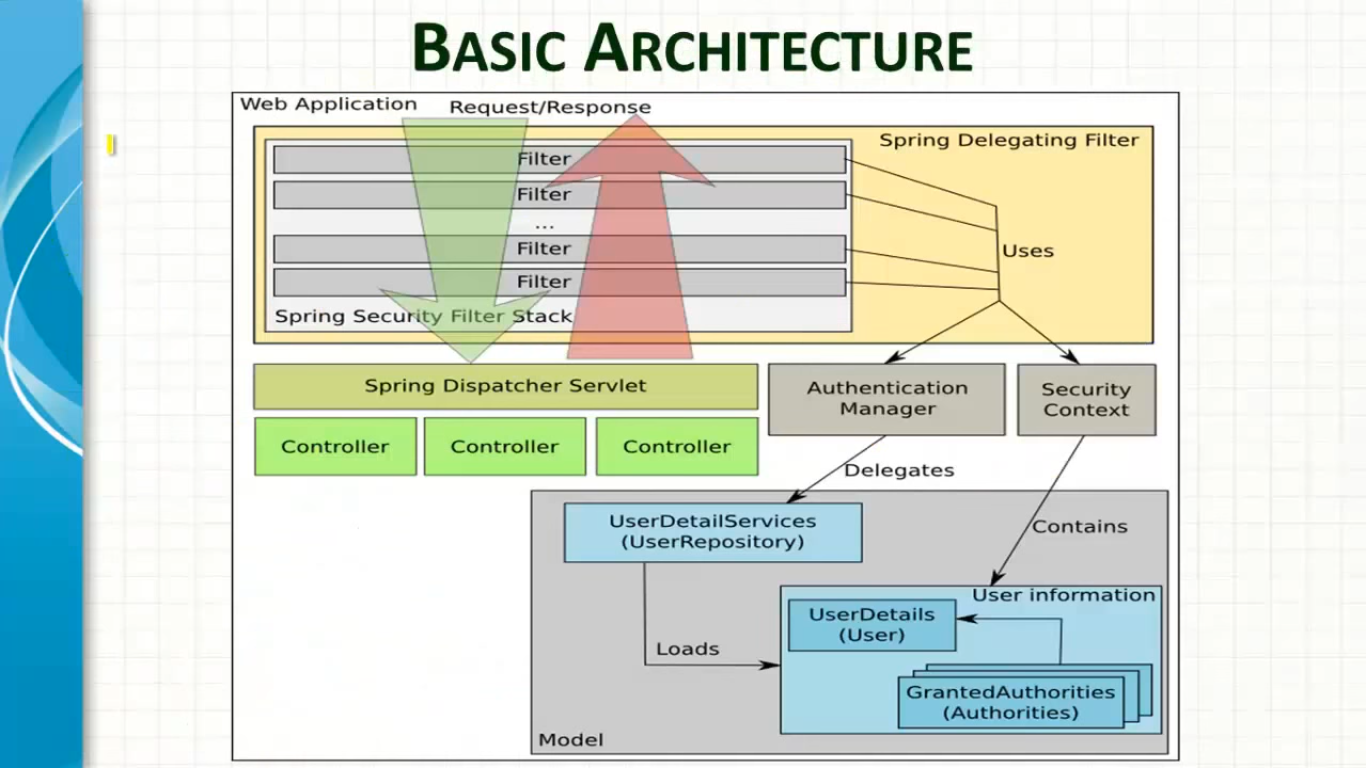 BASIC ARCHITECTURE
Web Application
Request/Response
Spring Delegating Filter
Filter
Filter
...
Filter
Filter
Spring Security Filter Stack
Uses
Spring Dispatcher Servlet
Authentication
Manager
Security
Context
Controller
Controller
Controller
Delegates
UserDetailServices
(UserRepository)
Contains
User information
UserDetails
(User)
Loads
GrantedAuthorities
(Authorities)
Model